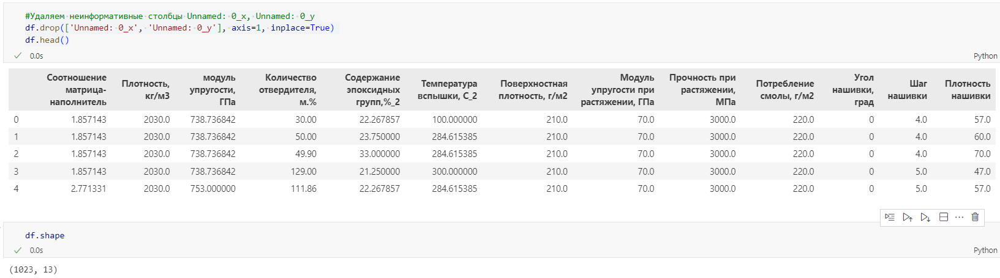 #Удаляем неинформативные столбцы Unnamed: 0_x, Unnamed: 0_y
df.drop(['Unnamed: 0_x', 'Unnamed: 0_y'], axis=1, inplace=True)
df.head()
0.0s Python
Соотношение матрица-наполнитель Плотность, кг/м3 модуль упругости, ГПа Количество отвердителя, м.% Содержание эпоксидных групп,%_2 Температура вспышки, С_2 Поверхностная плотность, г/м2 Модуль упругости при растяжении, ГПа Прочность при растяжении, МПа Потребление смолы, г/м2 Угол нашивки, град Шаг нашивки Плотность нашивки
0 1.857143 2030.0 738.736842 30.00 22.267857 100.000000 210.0 70.0 3000.0 220.0 0 4.0 57.0
1 1.857143 2030.0 738.736842 50.00 23.750000 284.615385 210.0 70.0 3000.0 220.0 0 4.0 60.0
2 1.857143 2030.0 738.736842 49.90 33.000000 284.615385 210.0 70.0 3000.0 220.0 0 4.0 70.0
3 1.857143 2030.0 738.736842 129.00 21.250000 300.000000 210.0 70.0 3000.0 220.0 0 5.0 47.0
4 2.771331 2030.0 753.000000 111.86 22.267857 284.615385 210.0 70.0 3000.0 220.0 0 5.0 57.0
df.shape
0.0s Python
(1023, 13)